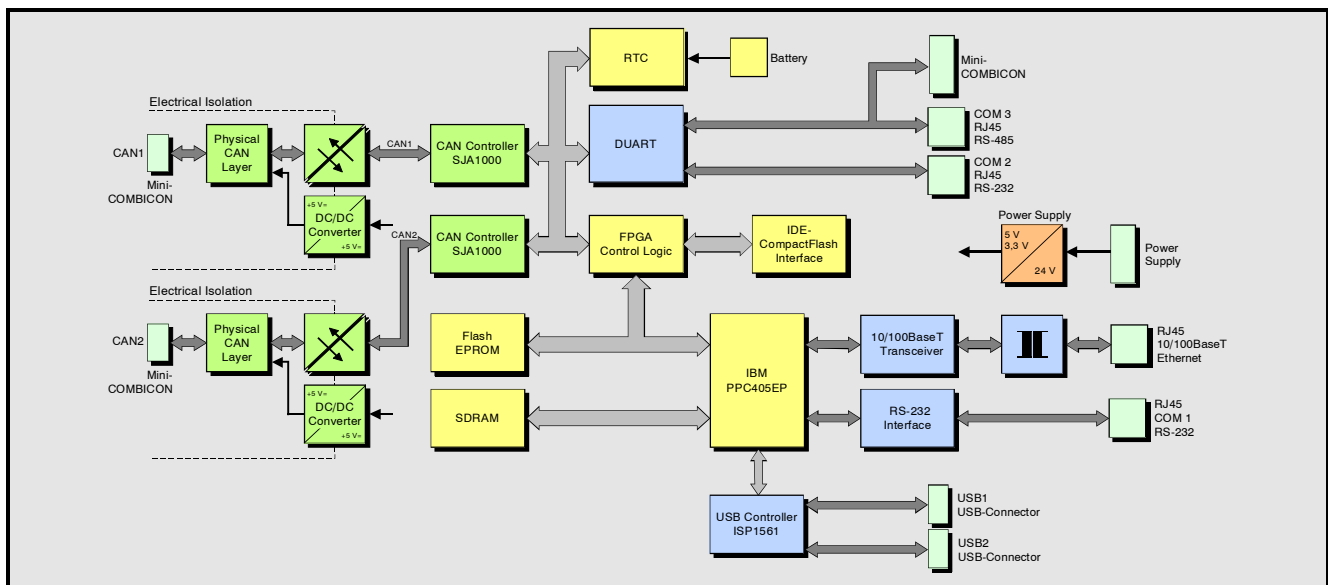 RTC
Battery
Mini-
COMBICON
Electrical Isolation
CAN1
Mini-
COMBICON
Physical
CAN
Layer
CAN1
CAN Controller
SJA1000
DUART
COM 3
RJ45
RS-485
COM 2
RJ45
RS-232
+5 V=
DC/DC
Converter
+5 V=
CAN2
CAN Controller
SJA1000
FPGA
Control Logic
IDE-
CompactFlash
Interface
Power Supply
5 V
3,3 V
24 V
Power
Supply
Electrical Isolation
CAN2
Mini-
COMBICON
Physical
CAN
Layer
Flash
EPROM
IBM
PPC405EP
10/100BaseT
Transceiver
RJ45
10/100BaseT
Ethernet
+5 V=
DC/DC
Converter
+5 V=
SDRAM
RS-232
Interface
RJ45
COM 1
RS-232
USB Controller
ISP1561
USB1
USB-Connector
USB2
USB-Connector